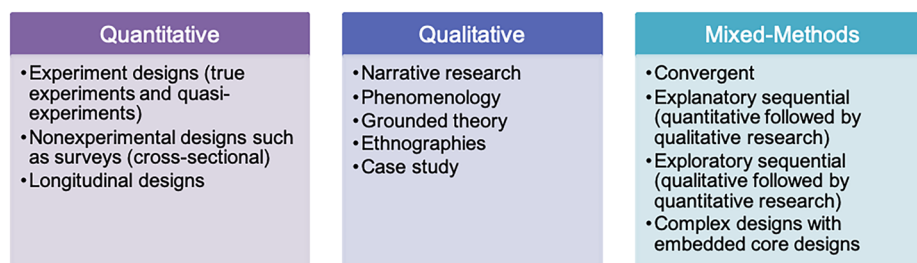 Quantitative
•Experiment designs (true
experiments and quasi-
experiments)
•Nonexperimental designs such
as surveys (cross-sectional)
•Longitudinal designs
Qualitative
•Narrative research
•Phenomenology
•Grounded theory
•Ethnographies
•Case study
Mixed-Methods
•Convergent
•Explanatory sequential
(quantitative followed by
qualitative research)
•Exploratory sequential
(qualitative followed by
quantitative research)
•Complex designs with
embedded core designs